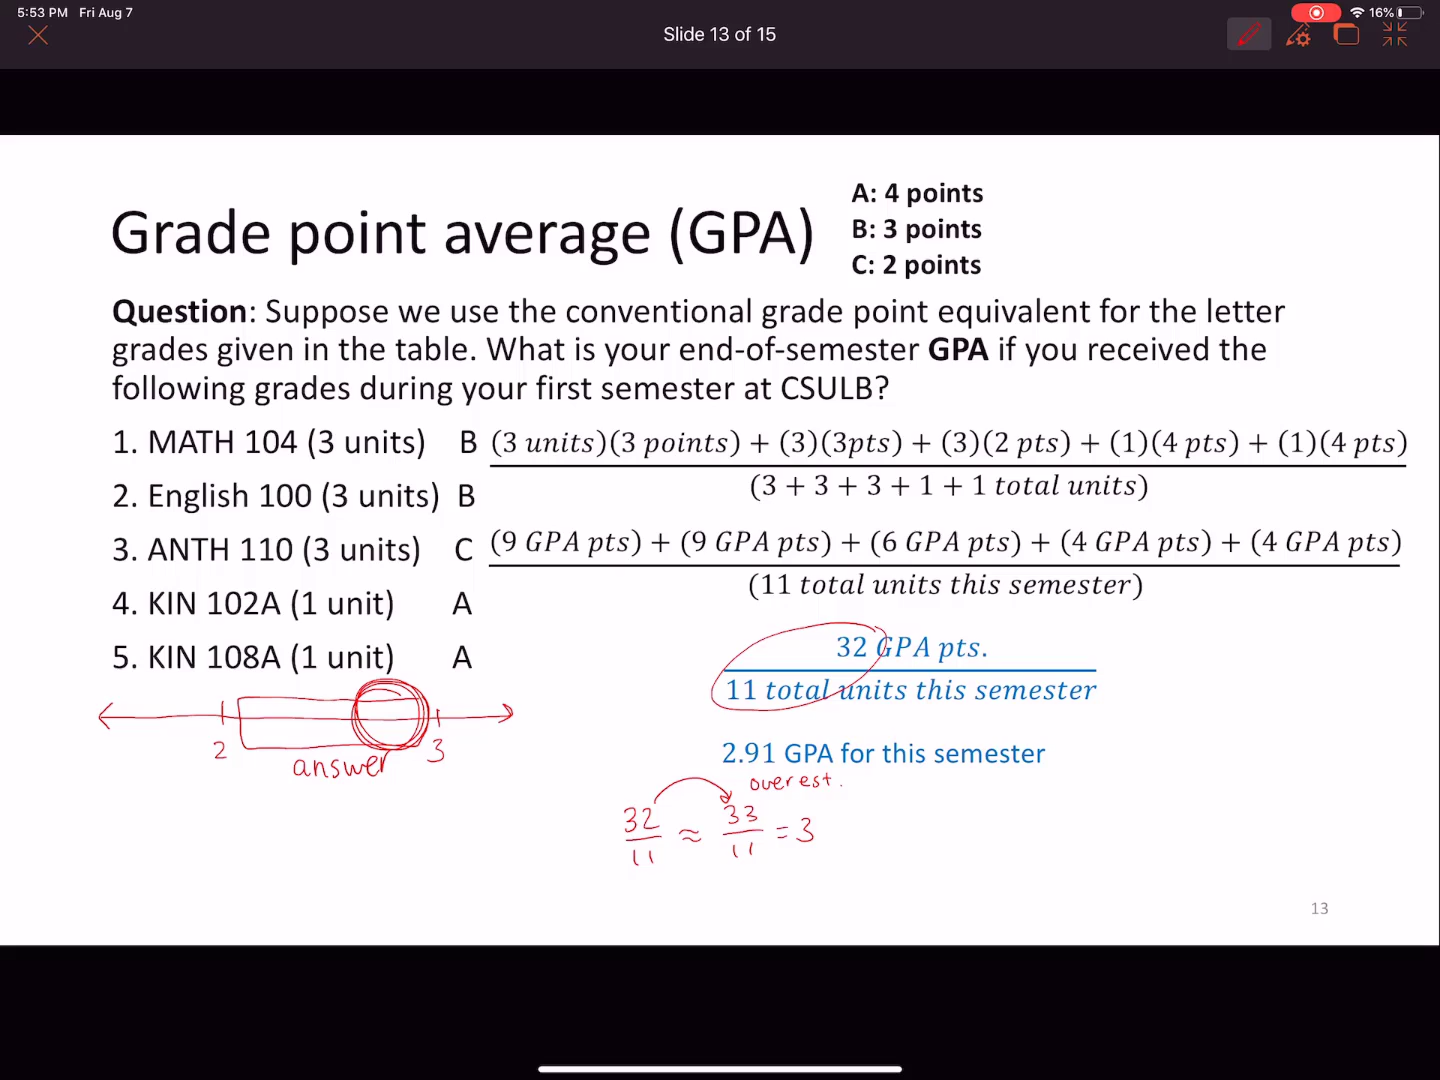 5:53 PM Fri Aug 7
16%
Slide 13 of 15
Grade point average (GPA)
A: 4 points
B: 3 points
C: 2 points
Question: Suppose we use the conventional grade point equivalent for the letter
grades given in the table. What is your end-of-semester GPA if you received the
following grades during your first semester at CSULB?
1. MATH 104 (3 units) B
2. English 100 (3 units) B
3. ANTH 110 (3 units) C
4. KIN 102A (1 unit) A
5. KIN 108A (1 unit) A
(3 units)(3 points) + (3)(3pts) + (3)(2 pts) + (1)(4 pts) + (1)(4 pts)
(3 + 3 + 3 + 1 + 1 total units)
(9 GPA pts) + (9 GPA pts) + (6 GPA pts) + (4 GPA pts) + (4 GPA pts)
(11 total units this semester)
32 GPA pts.
11 total units this semester
2.91 GPA for this semester
2 3
answer
over est.
32/11 ≈ 33/11 = 3
13